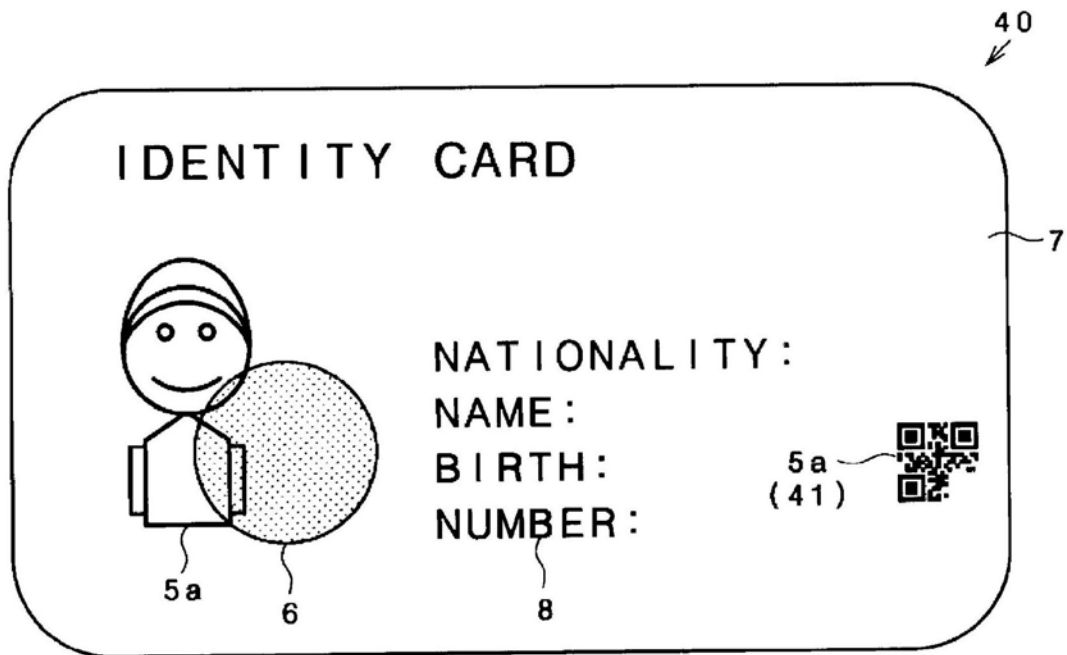 40
IDENTITY CARD
7
NATIONALITY:
NAME:
BIRTH:
5a
(41)
NUMBER:
5a
6
8